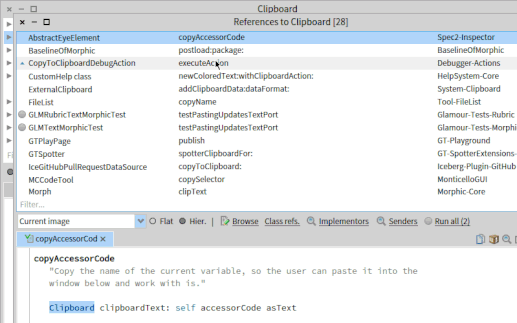 Clipboard
References to Clipboard [28]
AbstractEyeElement copyAccessorCode Spec2-Inspector
BaselineOfMorphic postload:package: BaselineOfMorphic
CopyToClipboardDebugAction executeAction Debugger-Actions
CustomHelp class newColoredText:withClipboardAction: HelpSystem-Core
ExternalClipboard addClipboardData:dataFormat: System-Clipboard
FileList copyName Tool-FileList
GLMRubricTextMorphicTest testPastingUpdatesTextPort Glamour-Tests-Rubric
GLMTextMorphicTest testPastingUpdatesTextPort Glamour-Tests-Morphi
GTPlayPage publish GT-Playground
GTSpotter spotterClipboardFor: GT-SpotterExtensions-
IceGitHubPullRequestDataSource copyToClipboard: Iceberg-Plugin-GitHub
MCCodeTool copySelector MonticelloGUI
Morph clipText Morphic-Core
Filter...
Current image Flat Hier. | Browse Class refs. Implementors Senders Run all (2)
copyAccessorCod
copyAccessorCode
"Copy the name of the current variable, so the user can paste it into the
window below and work with is."
Clipboard clipboardText: self accessorCode asText